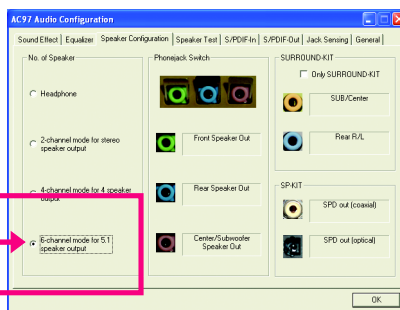 AC97 Audio Configuration
Sound Effect
Equalizer
Speaker Configuration
Speaker Test
S/PDIF-In
S/PDIF-Out
Jack Sensing
General
No. of Speaker
Headphone
2-channel mode for stereo
speaker output
4-channel mode for 4 speaker
output
6-channel mode for 5.1
speaker output
Phonejack Switch
Front Speaker Out
Rear Speaker Out
Center/Subwoofer
Speaker Out
SURROUND-KIT
Only SURROUND-KIT
SUB/Center
Rear R/L
SP-KIT
SPD out (coaxial)
SPD out (optical)
OK